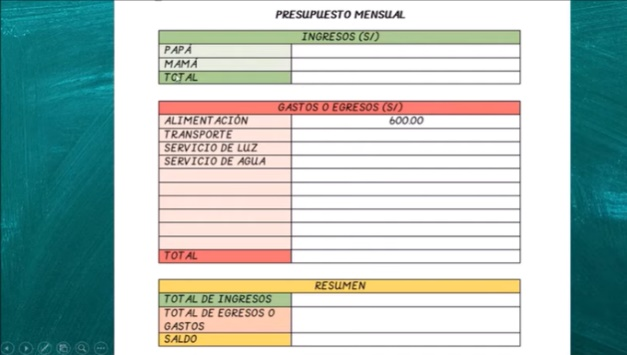 PRESUPUESTO MENSUAL
INGRESOS (S/)
PAPÁ
MAMÁ
TOTAL
GASTOS O EGRESOS (S/)
ALIMENTACIÓN 600.00
TRANSPORTE
SERVICIO DE LUZ
SERVICIO DE AGUA
TOTAL
RESUMEN
TOTAL DE INGRESOS
TOTAL DE EGRESOS O
GASTOS
SALDO